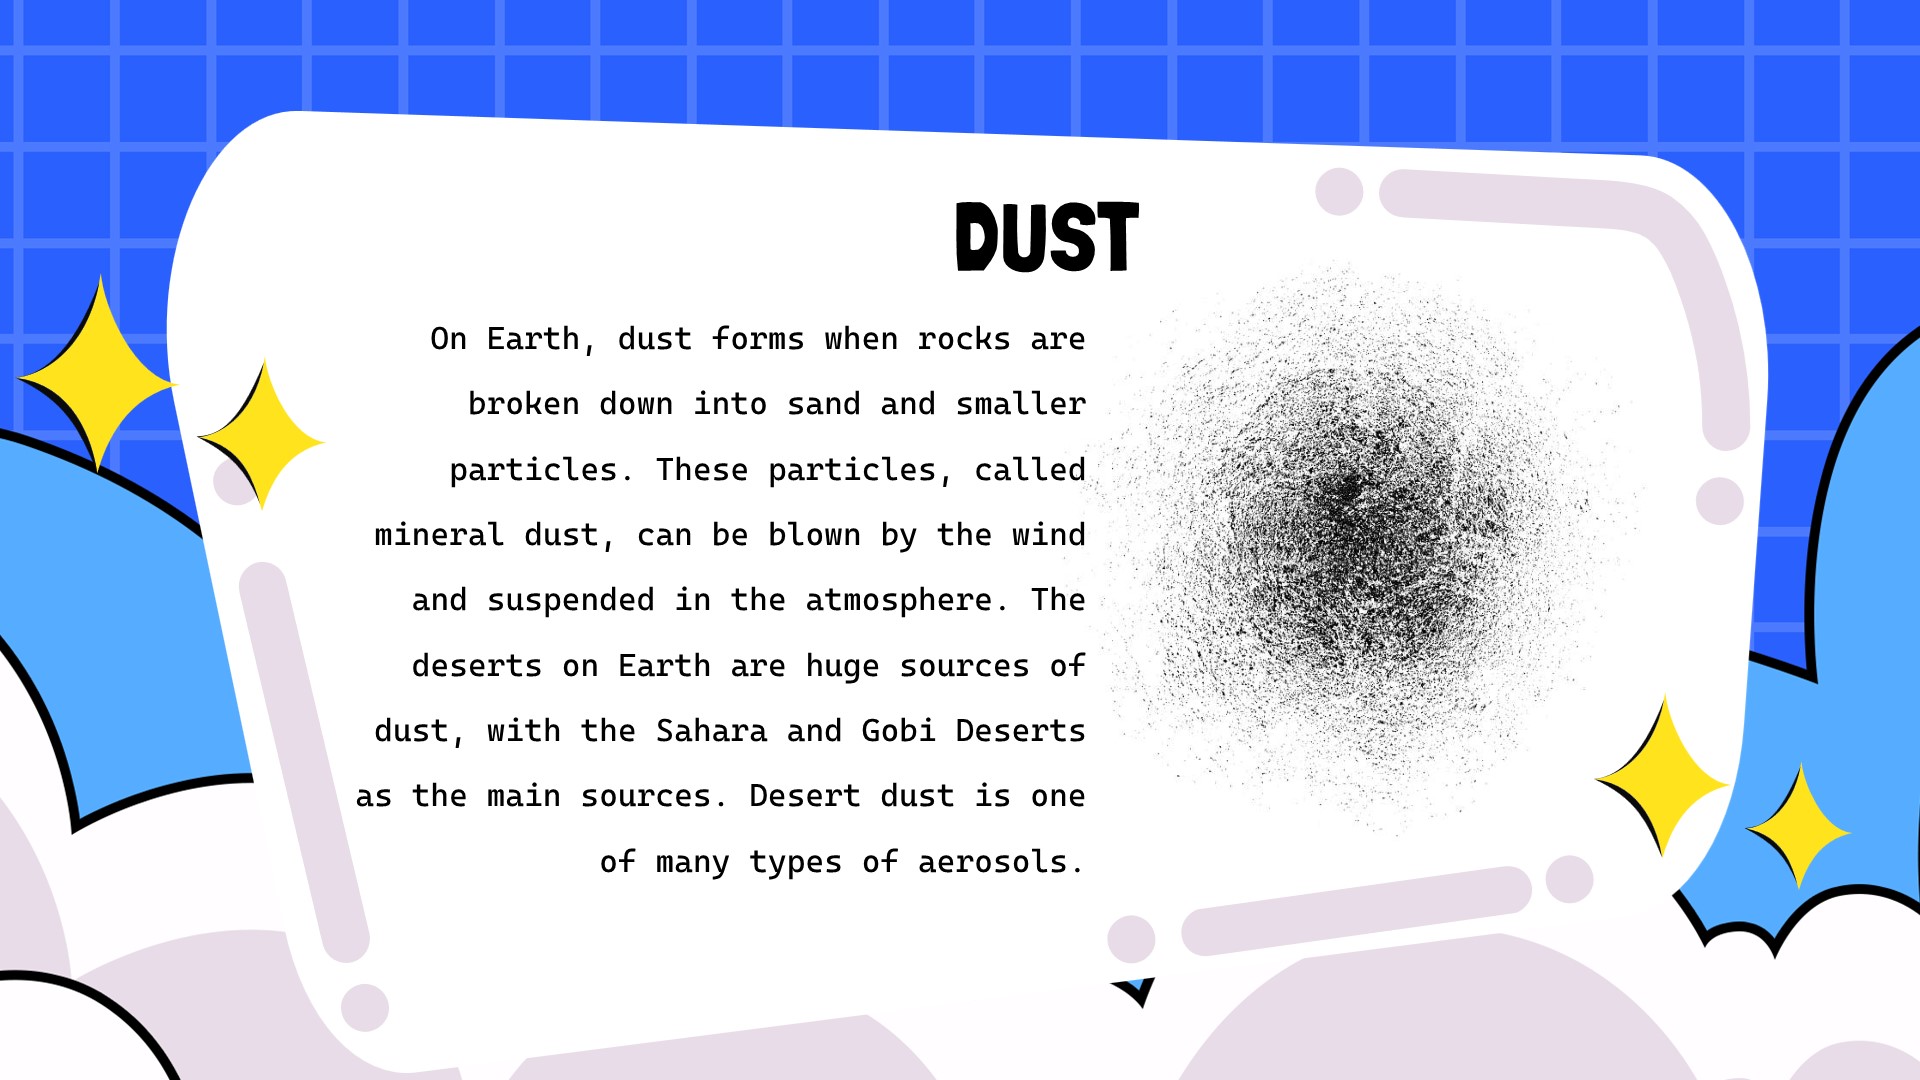 DUST
On Earth, dust forms when rocks are
broken down into sand and smaller
particles. These particles, called
mineral dust, can be blown by the wind
and suspended in the atmosphere. The
deserts on Earth are huge sources of
dust, with the Sahara and Gobi Deserts
as the main sources. Desert dust is one
of many types of aerosols.